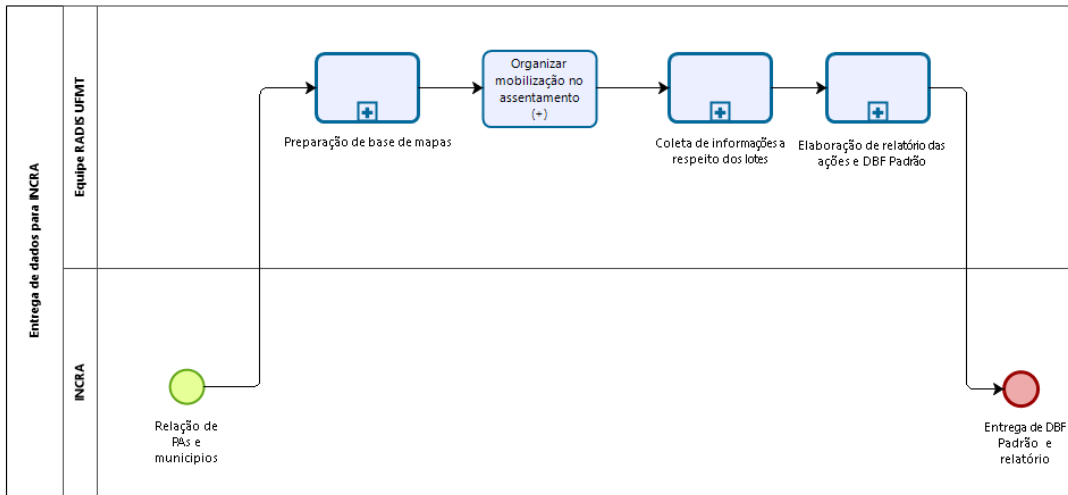 Entrega de dados para INCRA
Equipe RADIS UFMT
Preparação de base de mapas
Organizar
mobilização no
assentamento
(+)
Coleta de informações a
respeito dos lotes
Elaboração de relatório das
ações e DBF Padrão
INCRA
Relação de
PAs e
municipios
Entrega de DBF
Padrão e
relatório